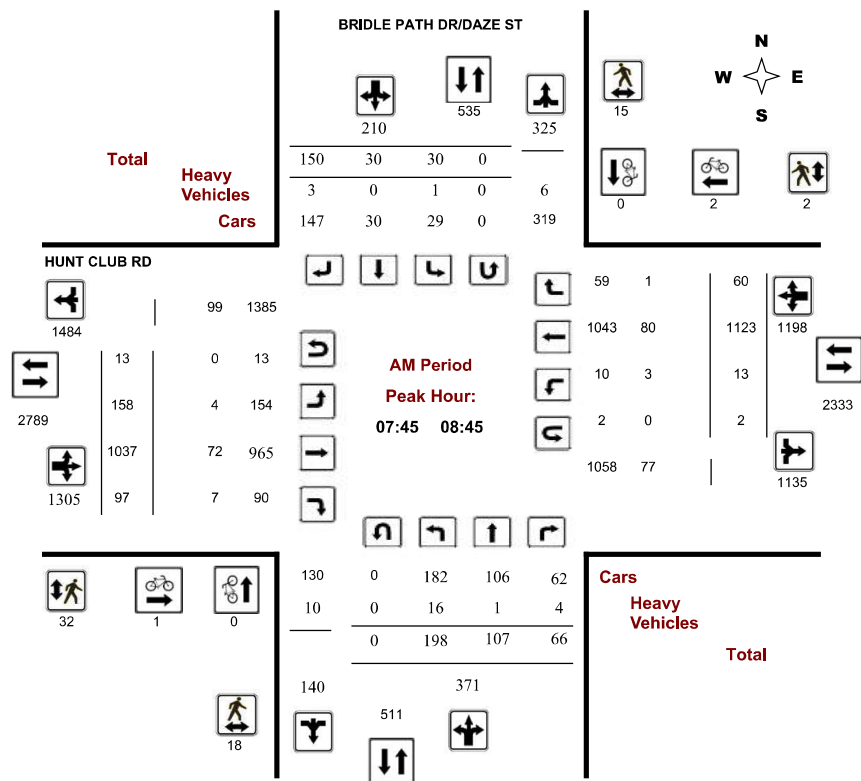 BRIDLE PATH DR/DAZE ST
N
W E
S
210
535
325
15
Total
150 30 30 0
Heavy
Vehicles
3 0 1 0 6
Cars
147 30 29 0 319
0 2 2
HUNT CLUB RD
1484
99 1385
59 1 60
1198
1043 80 1123
2789
13 0 13
158 4 154
1037 72 965
1305
97 7 90
AM Period
Peak Hour:
07:45 08:45
10 3 13
2333
2 0 2
1058 77
1135
32 1 0
130 0 182 106 62
Cars
10 0 16 1 4
Heavy
Vehicles
0 198 107 66
Total
140
371
511
18